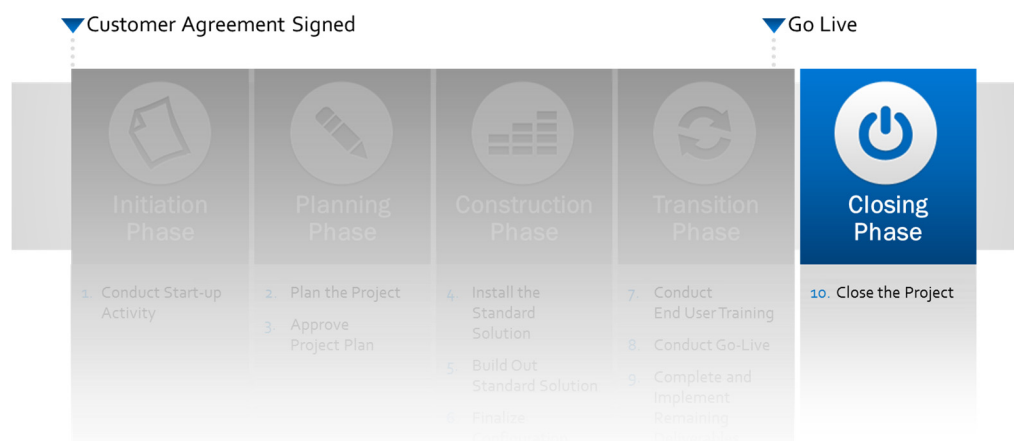 Customer Agreement Signed
Go Live
Initiation
Phase
Planning
Phase
Construction
Phase
Transition
Phase
Closing
Phase
1. Conduct Start-up
Activity
2. Plan the Project
3. Approve
Project Plan
4. Install the
Standard
Solution
5. Build Out
Standard Solution
6. Finalize
7. Conduct
End User Training
8. Conduct Go-Live
9. Complete and
Implement
Remaining
10. Close the Project